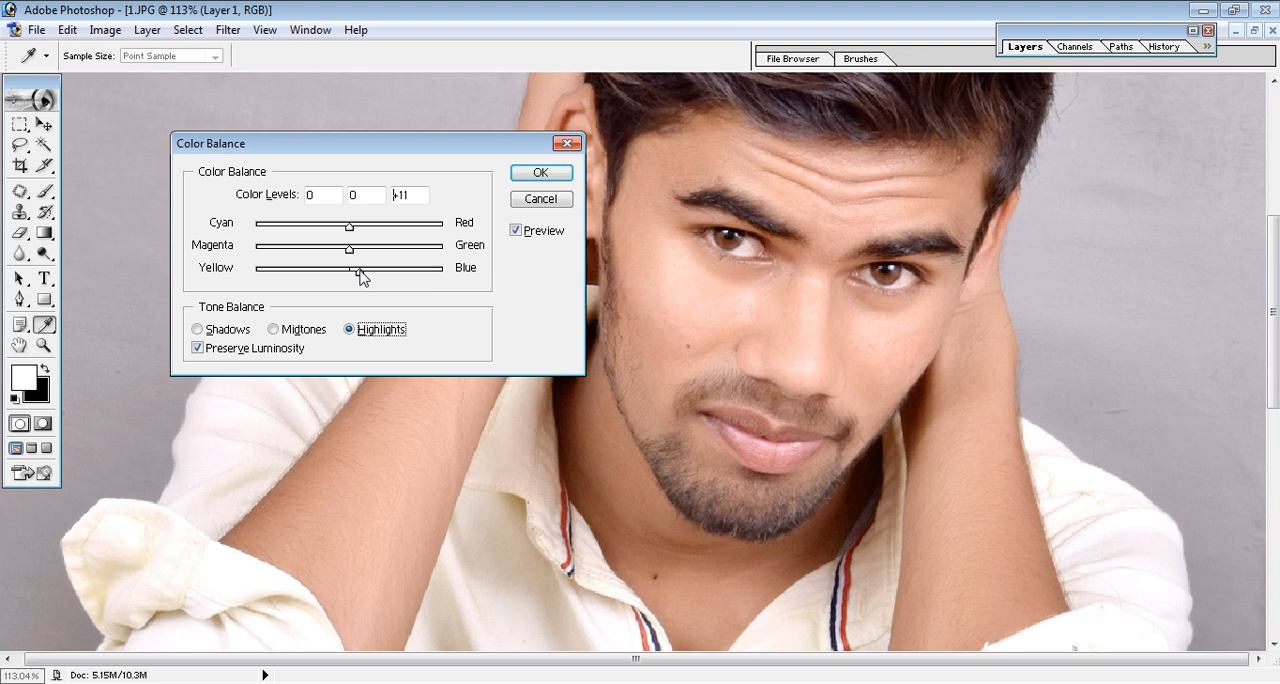 Adobe Photoshop - [1.JPG @ 113% (Layer 1, RGB)]
File Edit Image Layer Select Filter View Window Help
Sample Size: Point Sample
File Browser Brushes
Layers Channels Paths History
Color Balance
Color Balance
Color Levels: 0 0 +11
Cyan Red
Magenta Green
Yellow Blue
Tone Balance
Shadows Midtones Highlights
Preserve Luminosity
OK
Cancel
Preview
T
113.04% Doc: 5.15M/10.3M